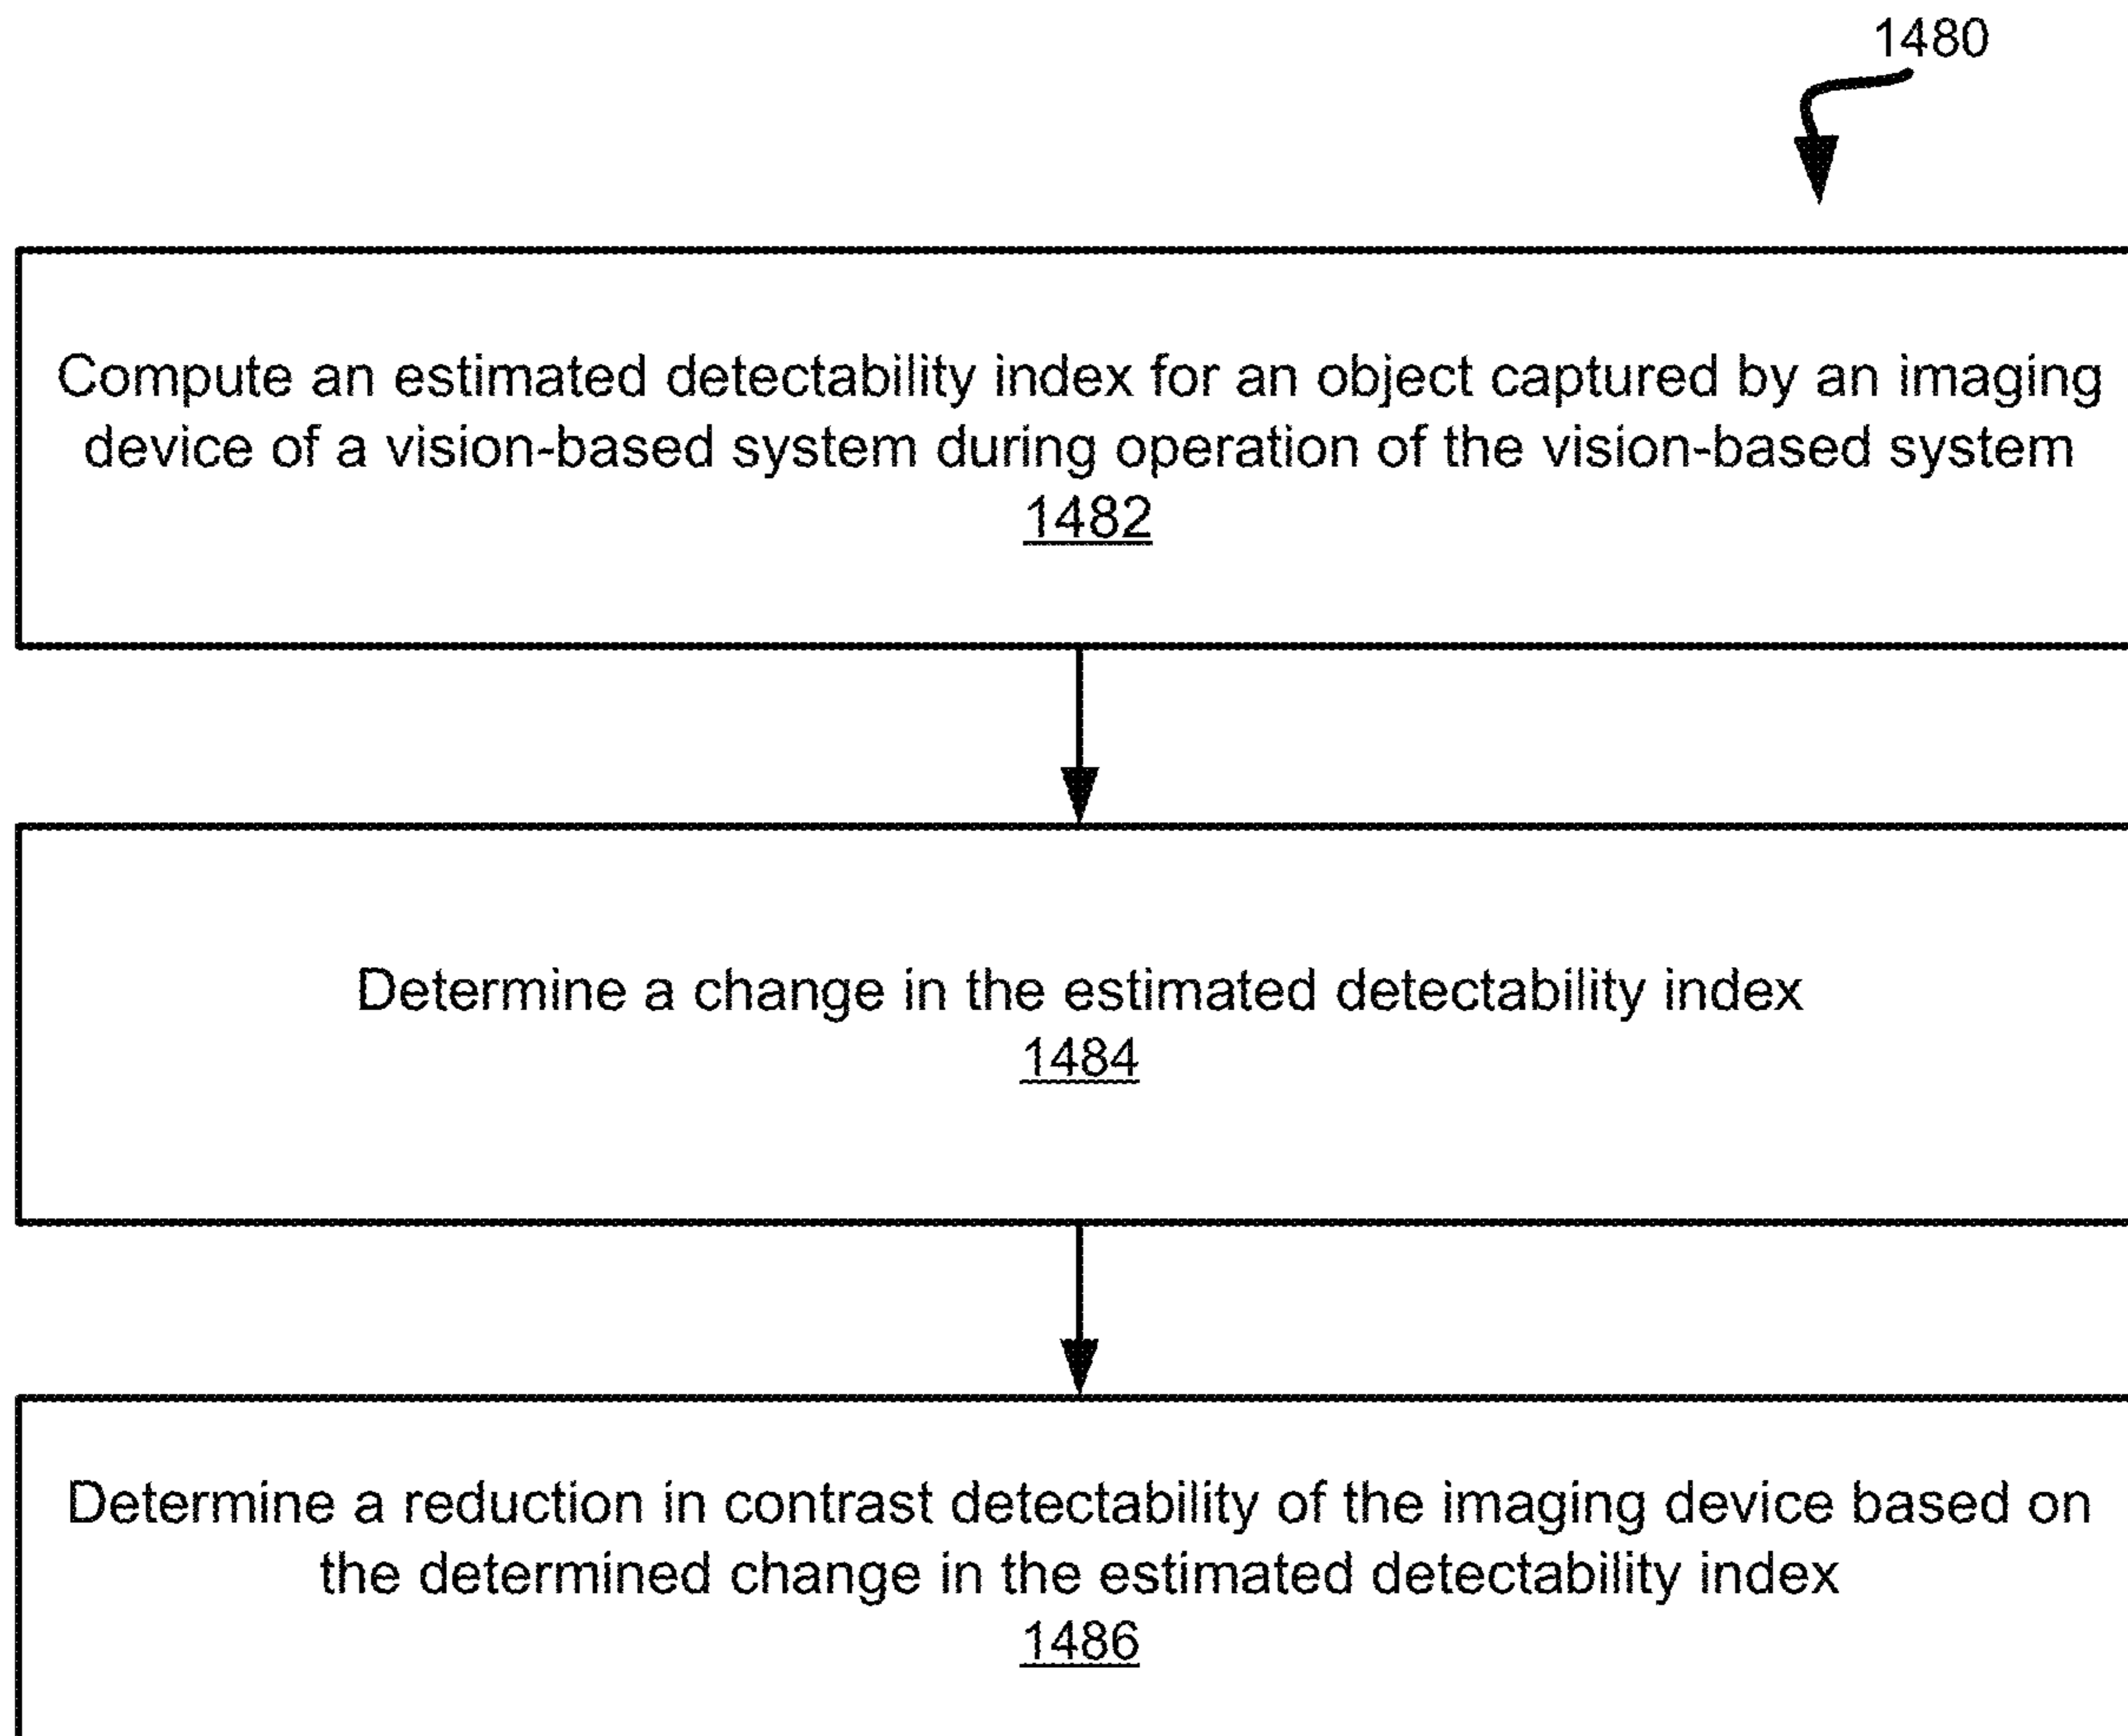 1480
Compute an estimated detectability index for an object captured by an imaging
device of a vision-based system during operation of the vision-based system
1482
Determine a change in the estimated detectability index
1484
Determine a reduction in contrast detectability of the imaging device based on
the determined change in the estimated detectability index
1486